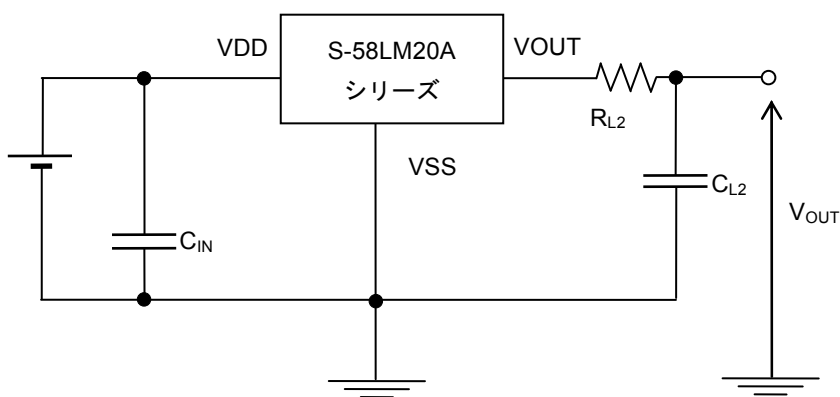 VDD
S-58LM20A
シリーズ
VOUT
RL2
VSS
CL2
CIN
VOUT